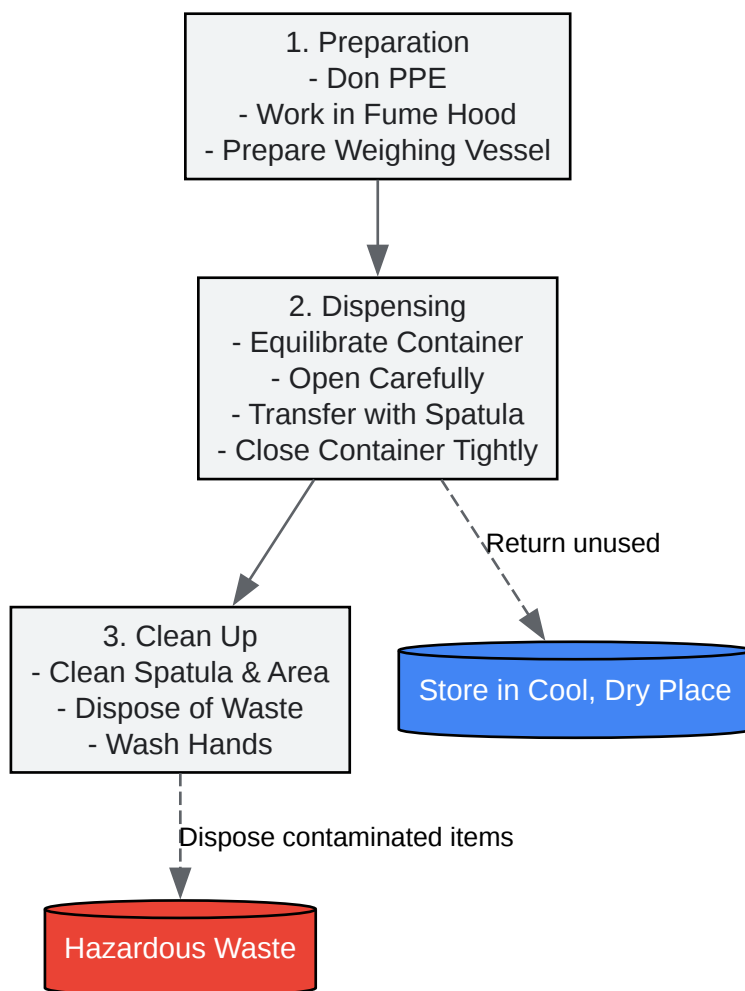 1. Preparation
- Don PPE
- Work in Fume Hood
- Prepare Weighing Vessel
2. Dispensing
- Equilibrate Container
- Open Carefully
- Transfer with Spatula
- Close Container Tightly
Return unused
3. Clean Up
- Clean Spatula & Area
- Dispose of Waste
- Wash Hands
Store in Cool, Dry Place
Dispose contaminated items
Hazardous Waste